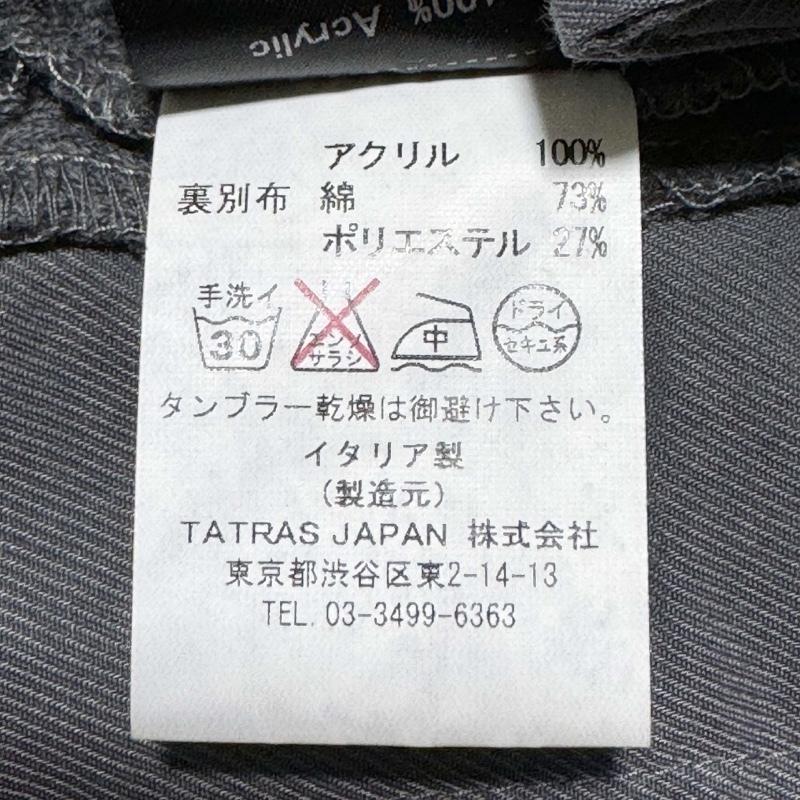 100% Acrylic
アクリル 100%
裏別布 綿 73%
ポリエステル 27%
手洗イ
30
エンソ
サラシ
中
ドライ
セキユ系
タンブラー乾燥は御避け下さい。
イタリア製
(製造元)
TATRAS JAPAN 株式会社
東京都渋谷区東2-14-13
TEL. 03-3499-6363